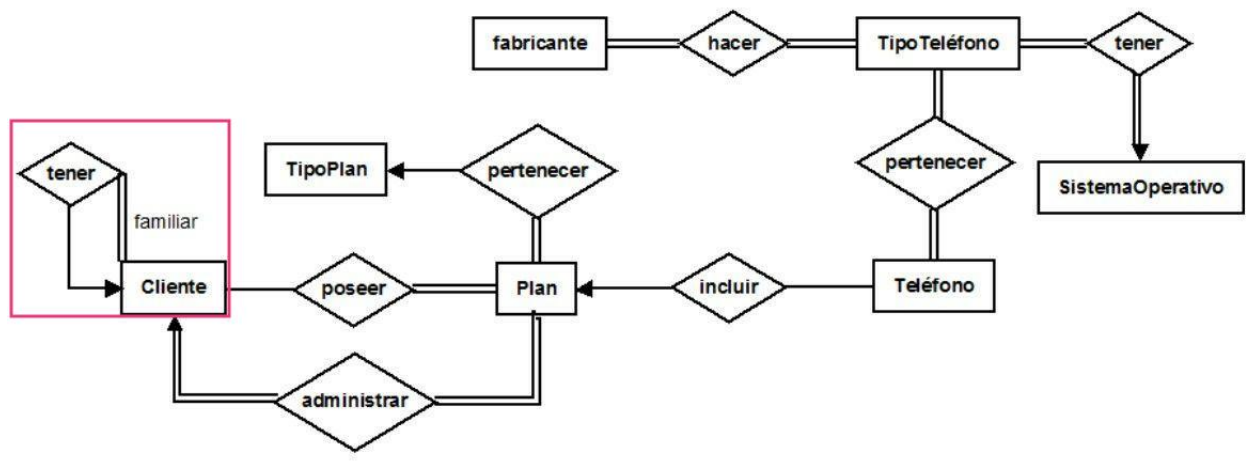 fabricante
hacer
TipoTeléfono
tener
tener
TipoPlan
pertenecer
pertenecer
SistemaOperativo
familiar
Cliente
poseer
Plan
incluir
Teléfono
administrar